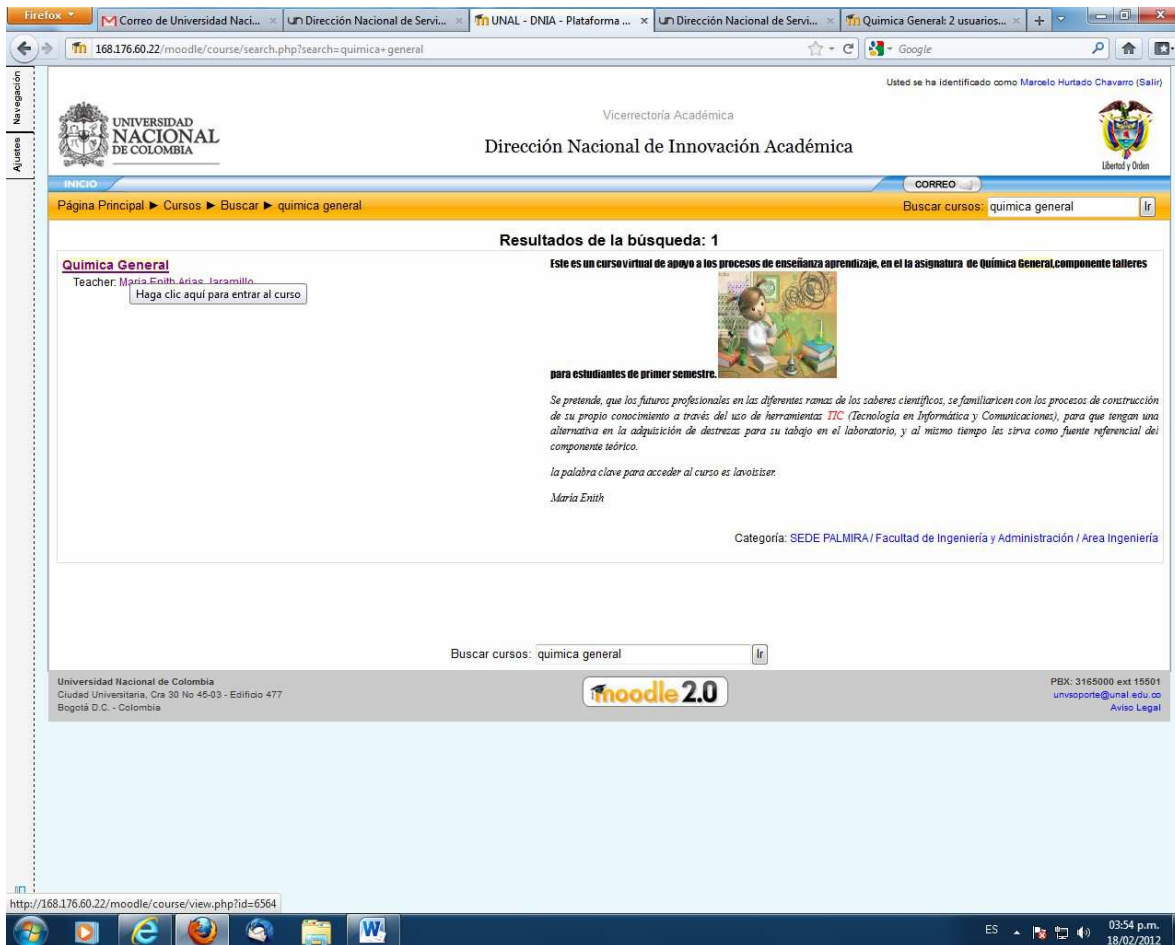 Firefox
Correo de Universidad Naci...
un Dirección Nacional de Servi...
UNAL - DNIA - Plataforma ...
un Dirección Nacional de Servi...
Quimica General: 2 usuarios...
168.176.60.22/moodle/course/search.php?search=quimica+general
Google
Navegación
Ajustes
Usted se ha identificado como Marcelo Hurtado Chavarro (Salir)
UNIVERSIDAD
NACIONAL
DE COLOMBIA
Vicerrectoría Académica
Dirección Nacional de Innovación Académica
Libertad y Orden
INICIO
CORREO
Página Principal ► Cursos ► Buscar ► quimica general
Buscar cursos: quimica general Ir
Resultados de la búsqueda: 1
Quimica General
Teacher: Maria Enith Arias Jaramillo
Haga clic aquí para entrar al curso
Este es un curso virtual de apoyo a los procesos de enseñanza aprendizaje, en el la asignatura de Química General,componente talleres
para estudiantes de primer semestre.
Se pretende, que los futuros profesionales en las diferentes ramas de los saberes científicos, se familiaricen con los procesos de construcción
de su propio conocimiento a través del uso de herramientas TIC (Tecnología en Informática y Comunicaciones), para que tengan una
alternativa en la adquisición de destrezas para su tabajo en el laboratorio, y al mismo tiempo les sirva como fuente referencial del
componente teórico.
la palabra clave para acceder al curso es lavoisiser.
María Enith
Categoría: SEDE PALMIRA / Facultad de Ingeniería y Administración / Area Ingeniería
Buscar cursos: quimica general Ir
Universidad Nacional de Colombia
Ciudad Universitaria, Cra 30 No 45-03 - Edificio 477
Bogotá D.C. - Colombia
moodle 2.0
PBX: 3165000 ext 15501
unvsoporte@unal.edu.co
Aviso Legal
http://168.176.60.22/moodle/course/view.php?id=6564
ES
03:54 p.m.
18/02/2012